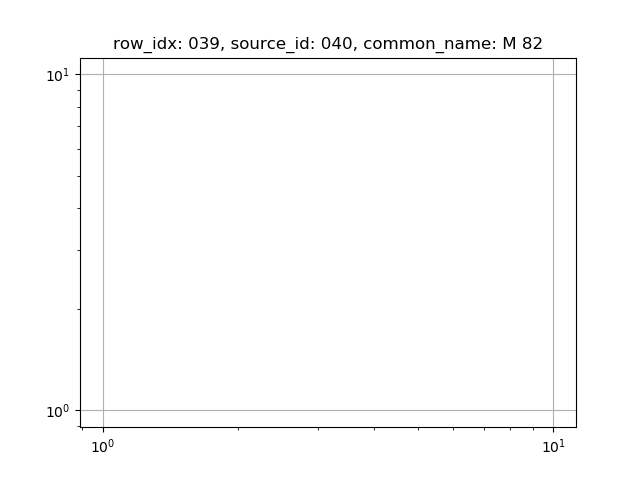 row_idx: 039, source_id: 040, common_name: M 82
10¹
10⁰
10⁰
10¹